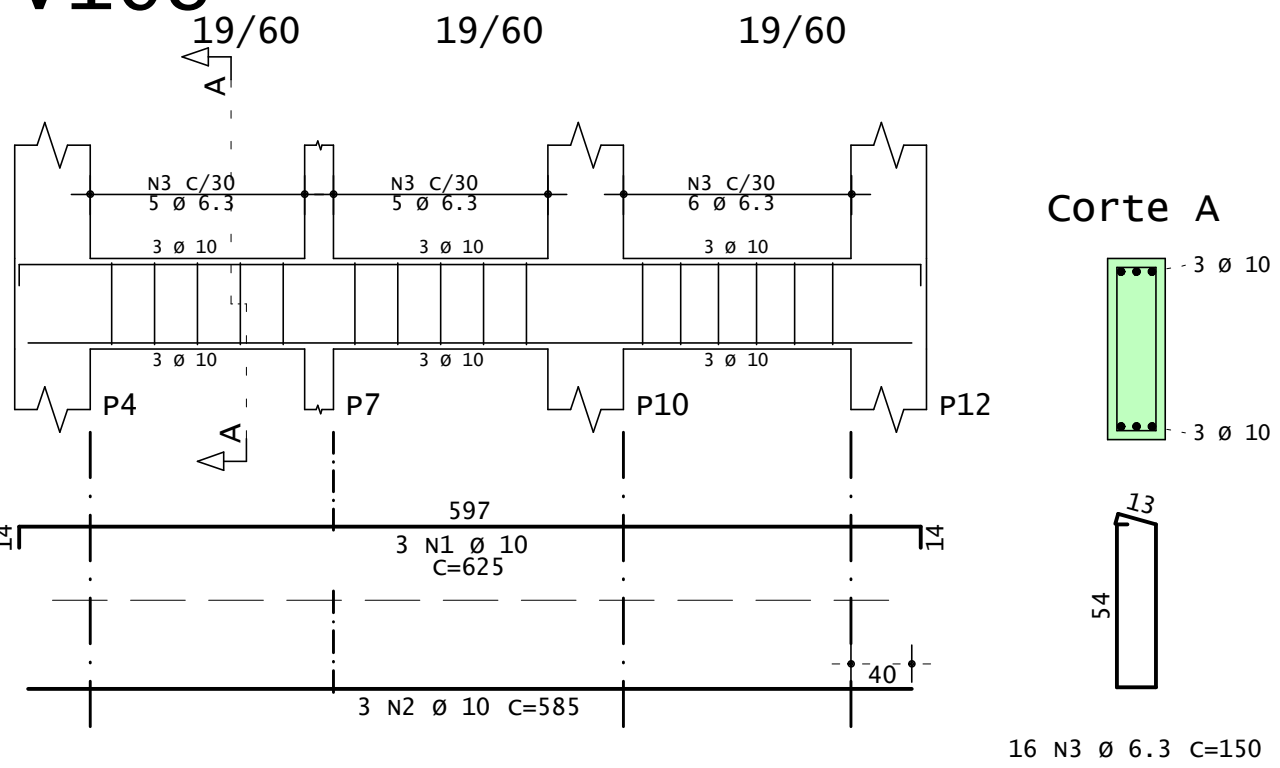 19/60 19/60 19/60
A
N3 C/30 N3 C/30 N3 C/30
5 Ø 6.3 5 Ø 6.3 6 Ø 6.3
Corte A
3 Ø 10 3 Ø 10 3 Ø 10
3 Ø 10
3 Ø 10 3 Ø 10 3 Ø 10
P4 P7 P10 P12
A
3 Ø 10
597
14 14
3 N1 Ø 10
C=625
13
54
40
3 N2 Ø 10 C=585
16 N3 Ø 6.3 C=150